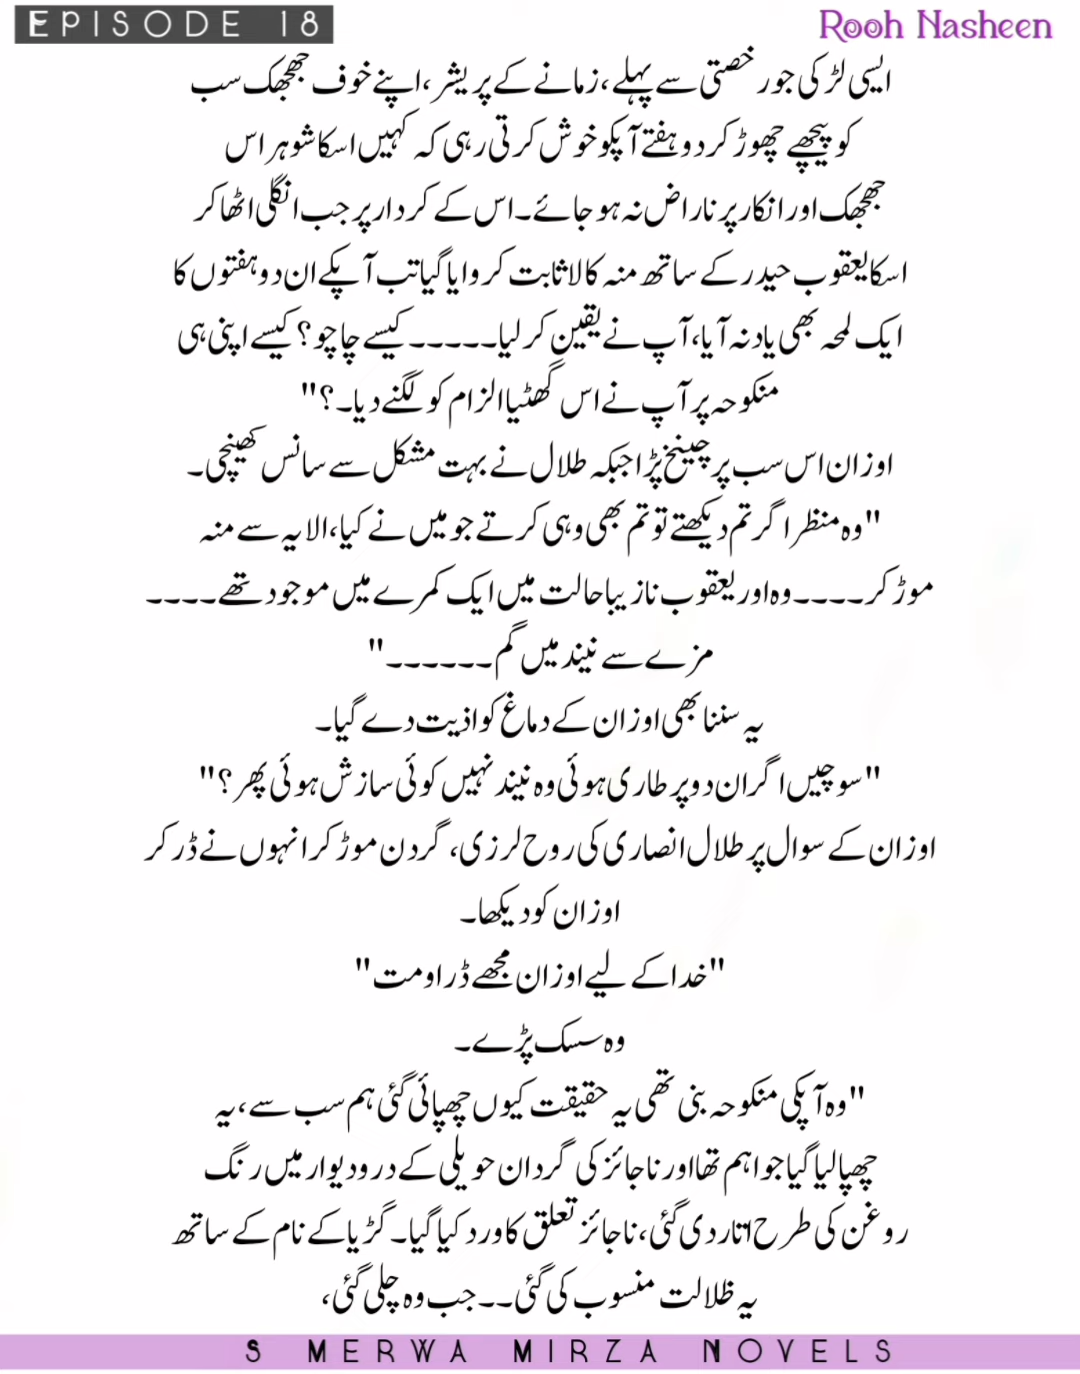 EPISODE 18
Rooh Nasheen
ایسی لڑکی جو رخصتی سے پہلے، زمانے کے پریشر، اپنے خوف جھجھک سب
کو پیچھے چھوڑ کر دو ہفتے آپکو خوش کرتی رہی کہ کہیں اسکا شوہر اس
جھجھک اور انکار پر ناراض نہ ہو جائے۔ اس کے کردار پر جب انگلی اٹھا کر
اسکا یعقوب حیدر کے ساتھ منہ کالا ثابت کروایا گیا تب آپکے ان دو ہفتوں کا
ایک لمحہ بھی یاد نہ آیا، آپ نے یقین کر لیا۔۔۔۔۔ کیسے چاچو؟ کیسے اپنی ہی
منکوحہ پر آپ نے اس گھٹیا الزام کو لگنے دیا۔؟"
اوزان اس سب پر چینخ پڑا جبکہ طلال نے بہت مشکل سے سانس کھینچی۔
"وہ منظر اگر تم دیکھتے تو تم بھی وہی کرتے جو میں نے کیا، الایہ سے منہ
موڑ کر۔۔۔۔ وہ اور یعقوب نازیبا حالت میں ایک کمرے میں موجود تھے۔۔۔۔
مزے سے نیند میں گم۔۔۔۔۔۔"
یہ سننا بھی اوزان کے دماغ کو اذیت دے گیا۔
"سوچیں اگر ان دو پر طاری ہوئی وہ نیند نہیں کوئی سازش ہوئی پھر؟"
اوزان کے سوال پر طلال انصاری کی روح لرزی، گردن موڑ کر انہوں نے ڈر کر
اوزان کو دیکھا۔
"خدا کے لیے اوزان مجھے ڈراو مت"
وہ سسک پڑے۔
"وہ آپکی منکوحہ بنی تھی یہ حقیقت کیوں چھپائی گئی ہم سب سے، یہ
چھپا لیا گیا جو اہم تھا اور ناجائز کی گردان حویلی کے درودیوار میں رنگ
روغن کی طرح اتار دی گئی، ناجائز تعلق کا ورد کیا گیا۔ گڑیا کے نام کے ساتھ
یہ ظلالت منسوب کی گئی۔۔۔ جب وہ چلی گئی،
S MERWA MIRZA NOVELS